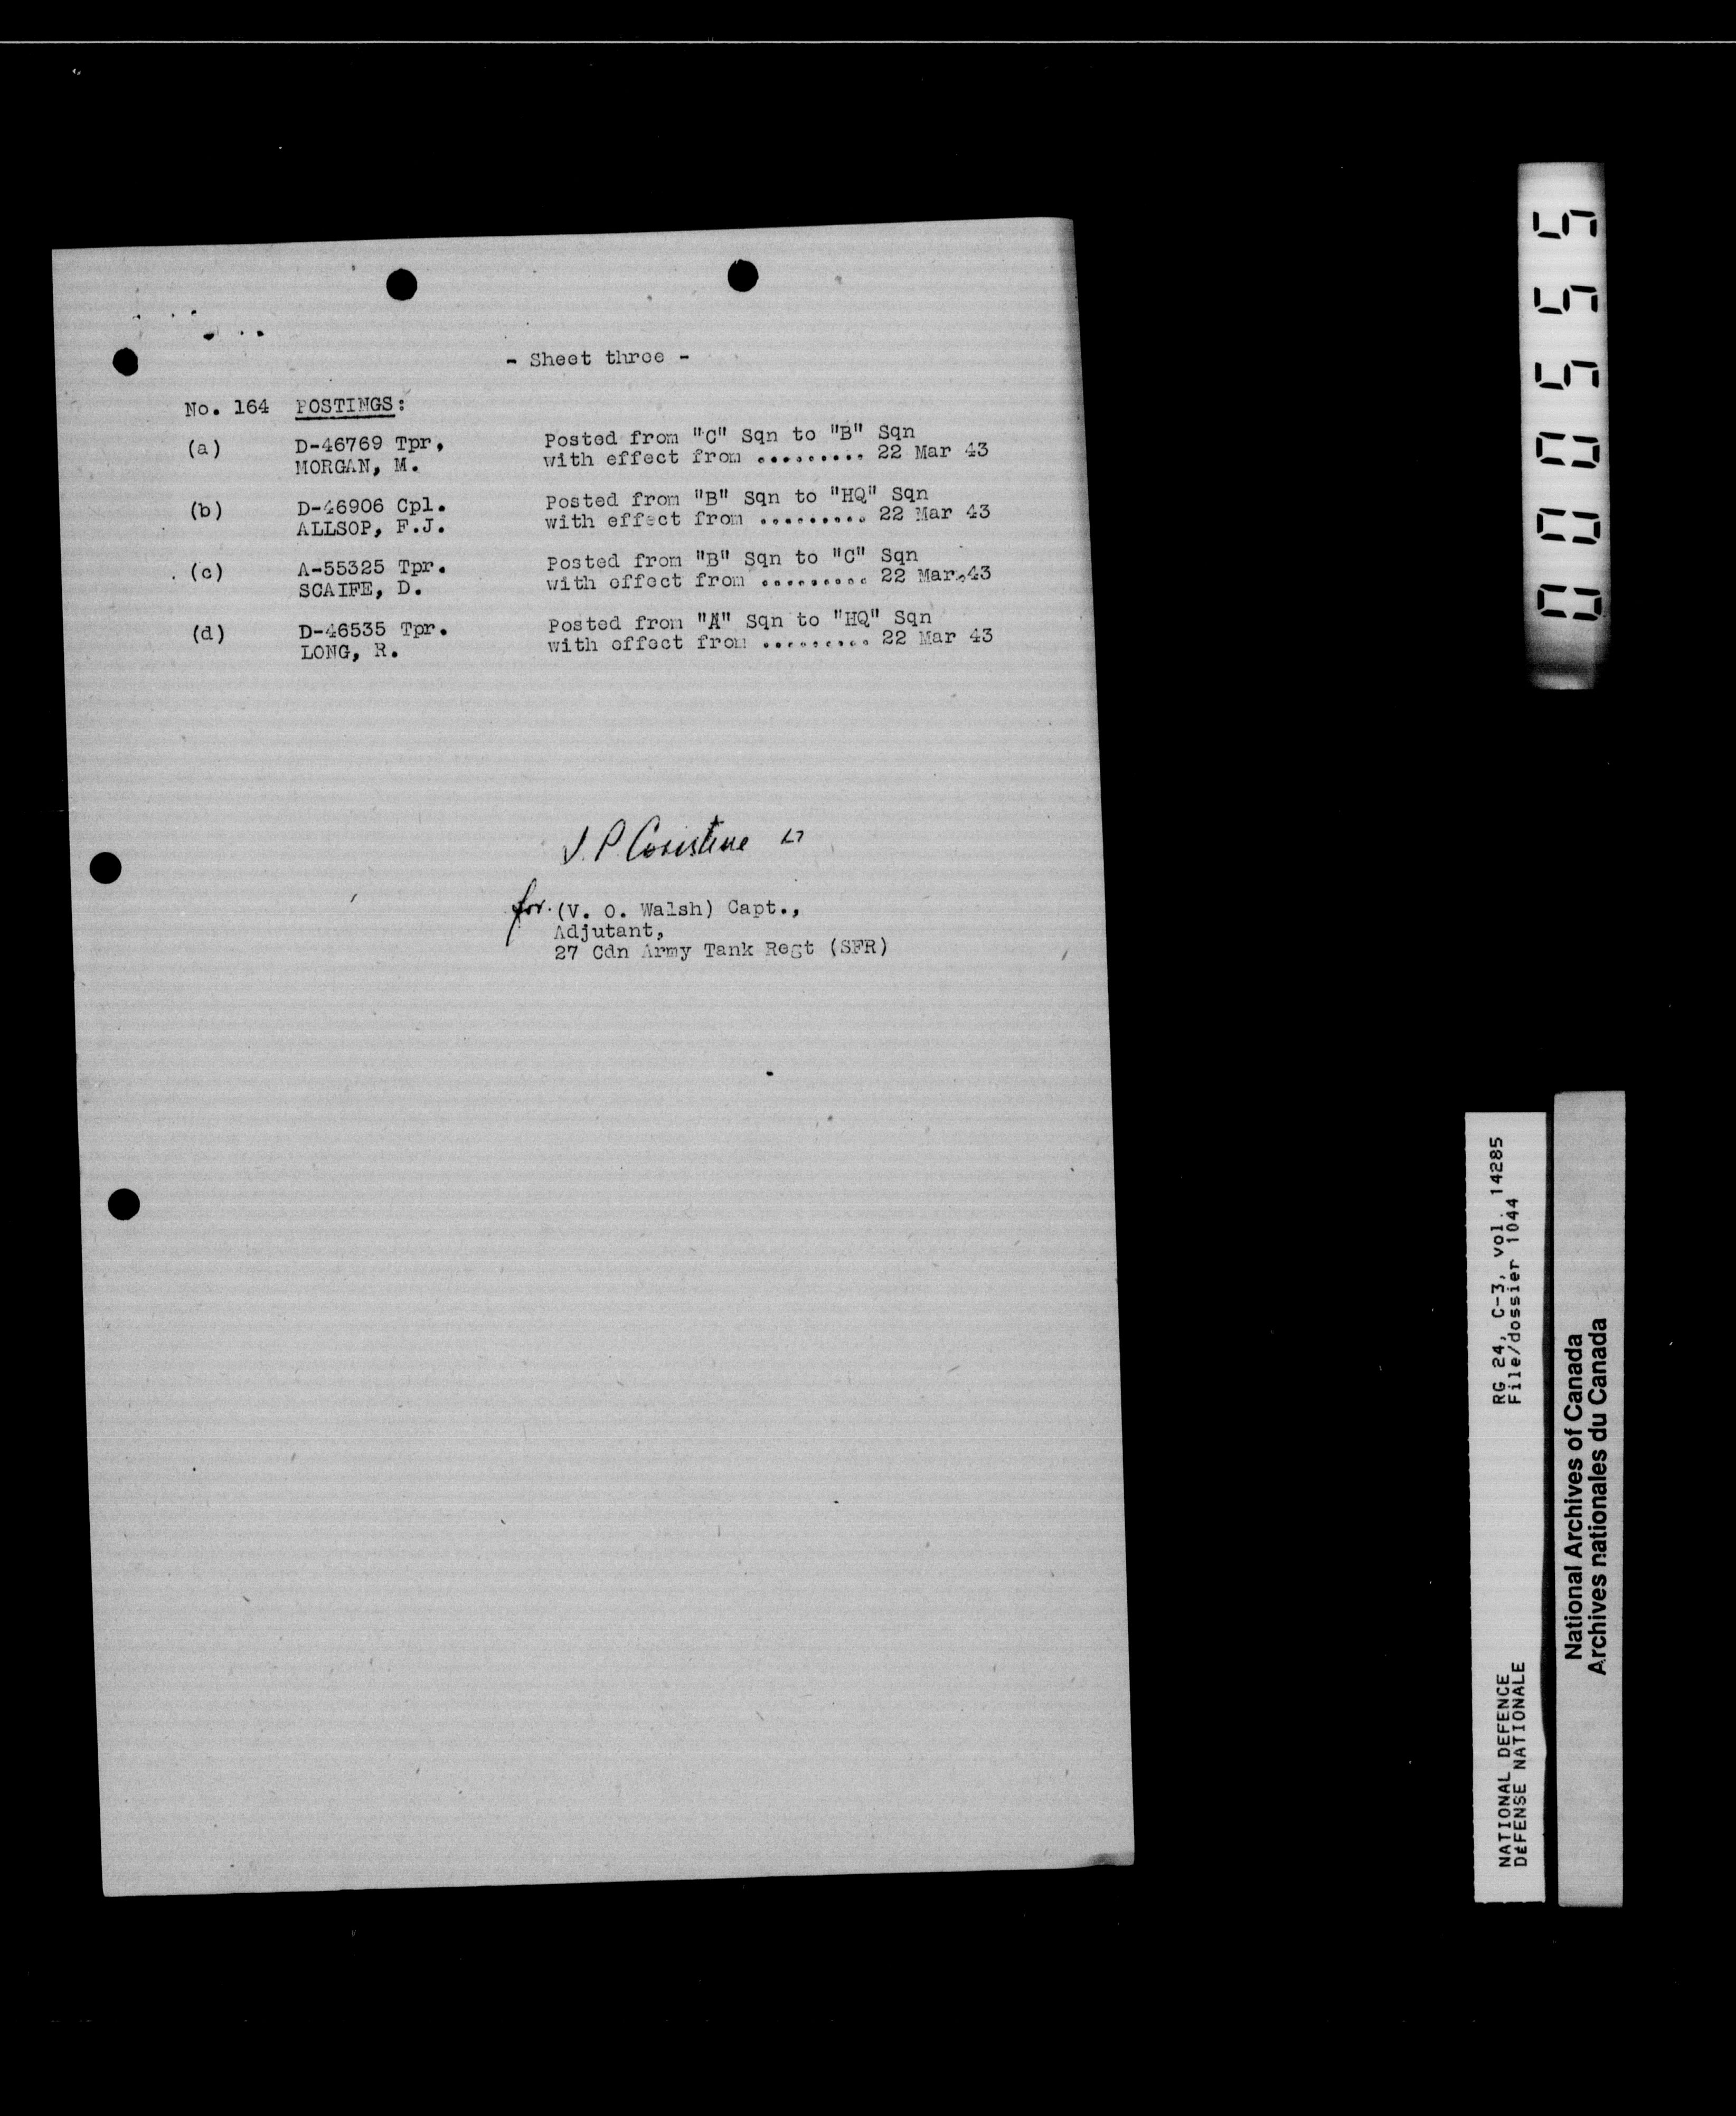 - Sheet three -
No. 164 POSTINGS:
(a) D-46769 Tpr. Posted from "C" Sqn to "B" Sqn
MORGAN, M. with effect from ......... 22 Mar 43
(b) D-46906 Cpl. Posted from "B" Sqn to "HQ" Sqn
ALLSOP, F.J. with effect from ......... 22 Mar 43
(c) A-55325 Tpr. Posted from "B" Sqn to "C" Sqn
SCAIFE, D. with effect from ......... 22 Mar 43
(d) D-46535 Tpr. Posted from "A" Sqn to "HQ" Sqn
LONG, R. with effect from ......... 22 Mar 43
J. P. Coristine Lt
for (V. O. Walsh) Capt.,
Adjutant,
27 Cdn Army Tank Regt (SFR)
000555
RG 24, C-3, vol. 14285
File/dossier 1044
NATIONAL DEFENCE
DÉFENSE NATIONALE
National Archives of Canada
Archives nationales du Canada